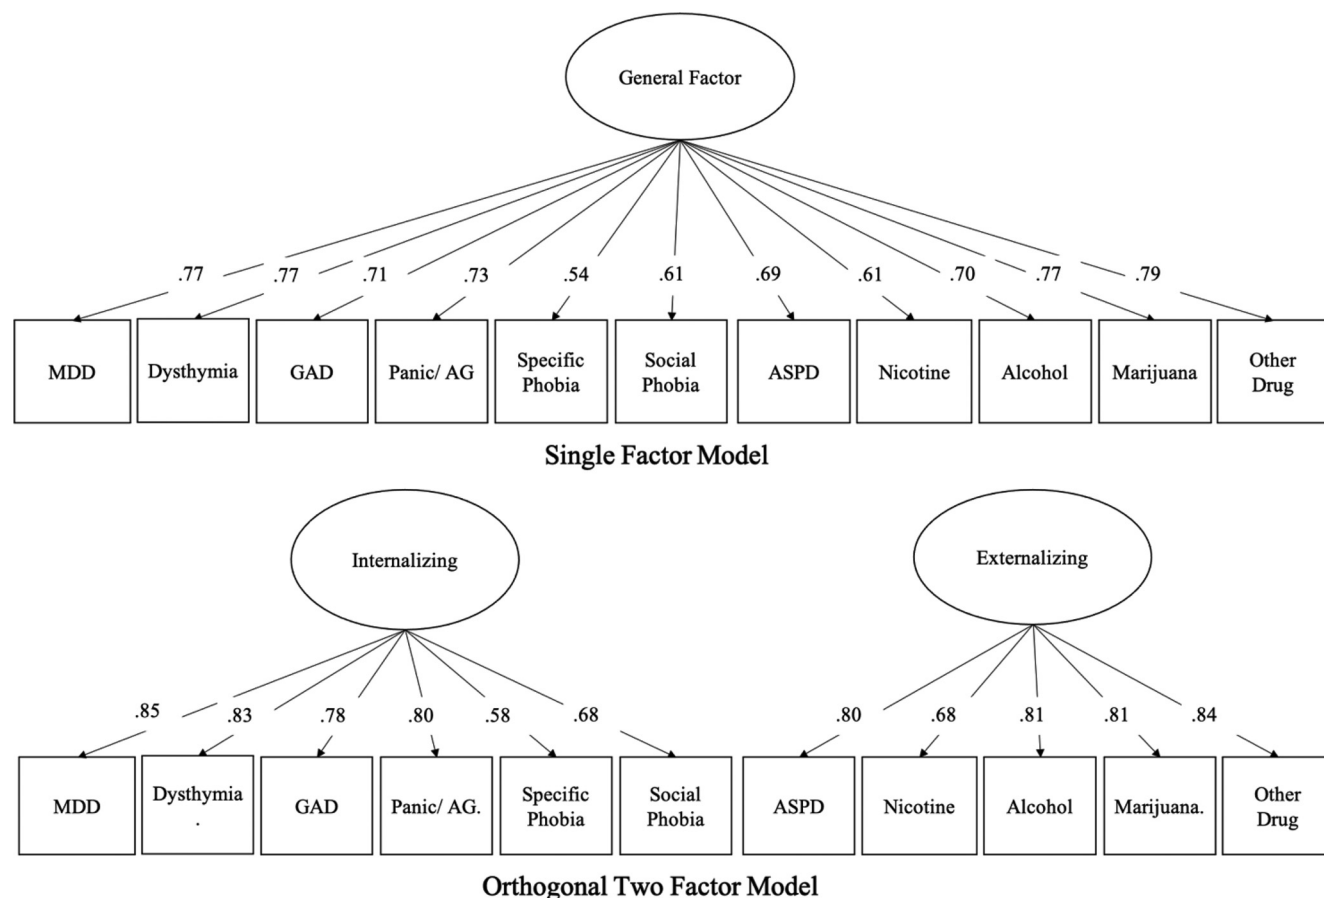 General Factor
.77 .77 .71 .73 .54 .61 .69 .61 .70 .77 .79
MDD
Dysthymia
GAD
Panic/ AG
Specific
Phobia
Social
Phobia
ASPD
Nicotine
Alcohol
Marijuana
Other
Drug
Single Factor Model
Internalizing
Externalizing
.85 .83 .78 .80 .58 .68
.80 .68 .81 .81 .84
MDD
Dysthymia
.
GAD
Panic/ AG.
Specific
Phobia
Social
Phobia
ASPD
Nicotine
Alcohol
Marijuana.
Other
Drug
Orthogonal Two Factor Model